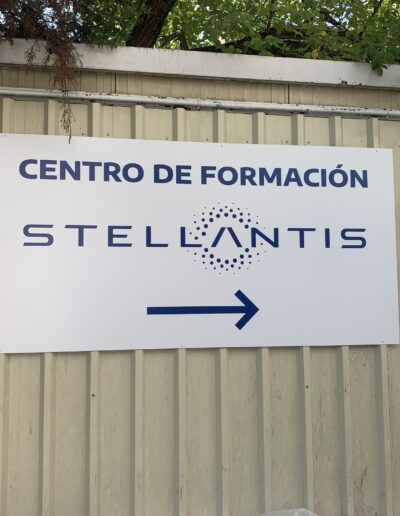 CENTRO DE FORMACIÓN
STELLANTIS